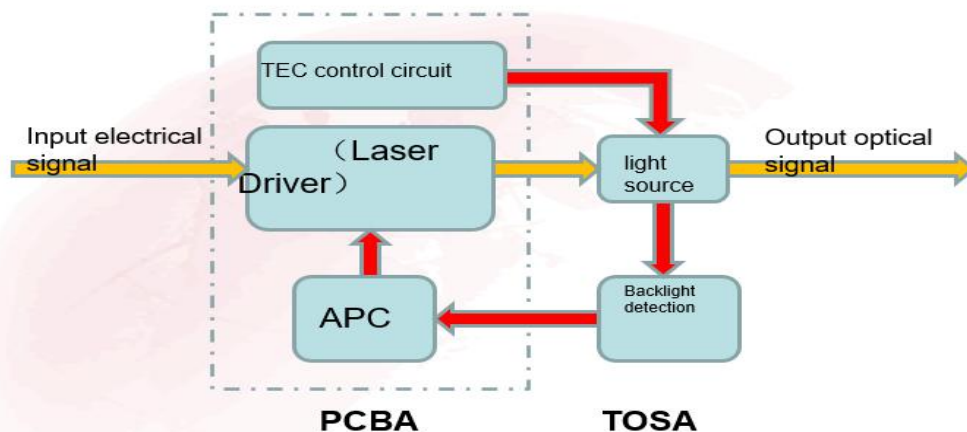 TEC control circuit
Input electrical
signal
（Laser
Driver）
light
source
Output optical
signal
APC
Backlight
detection
PCBA
TOSA